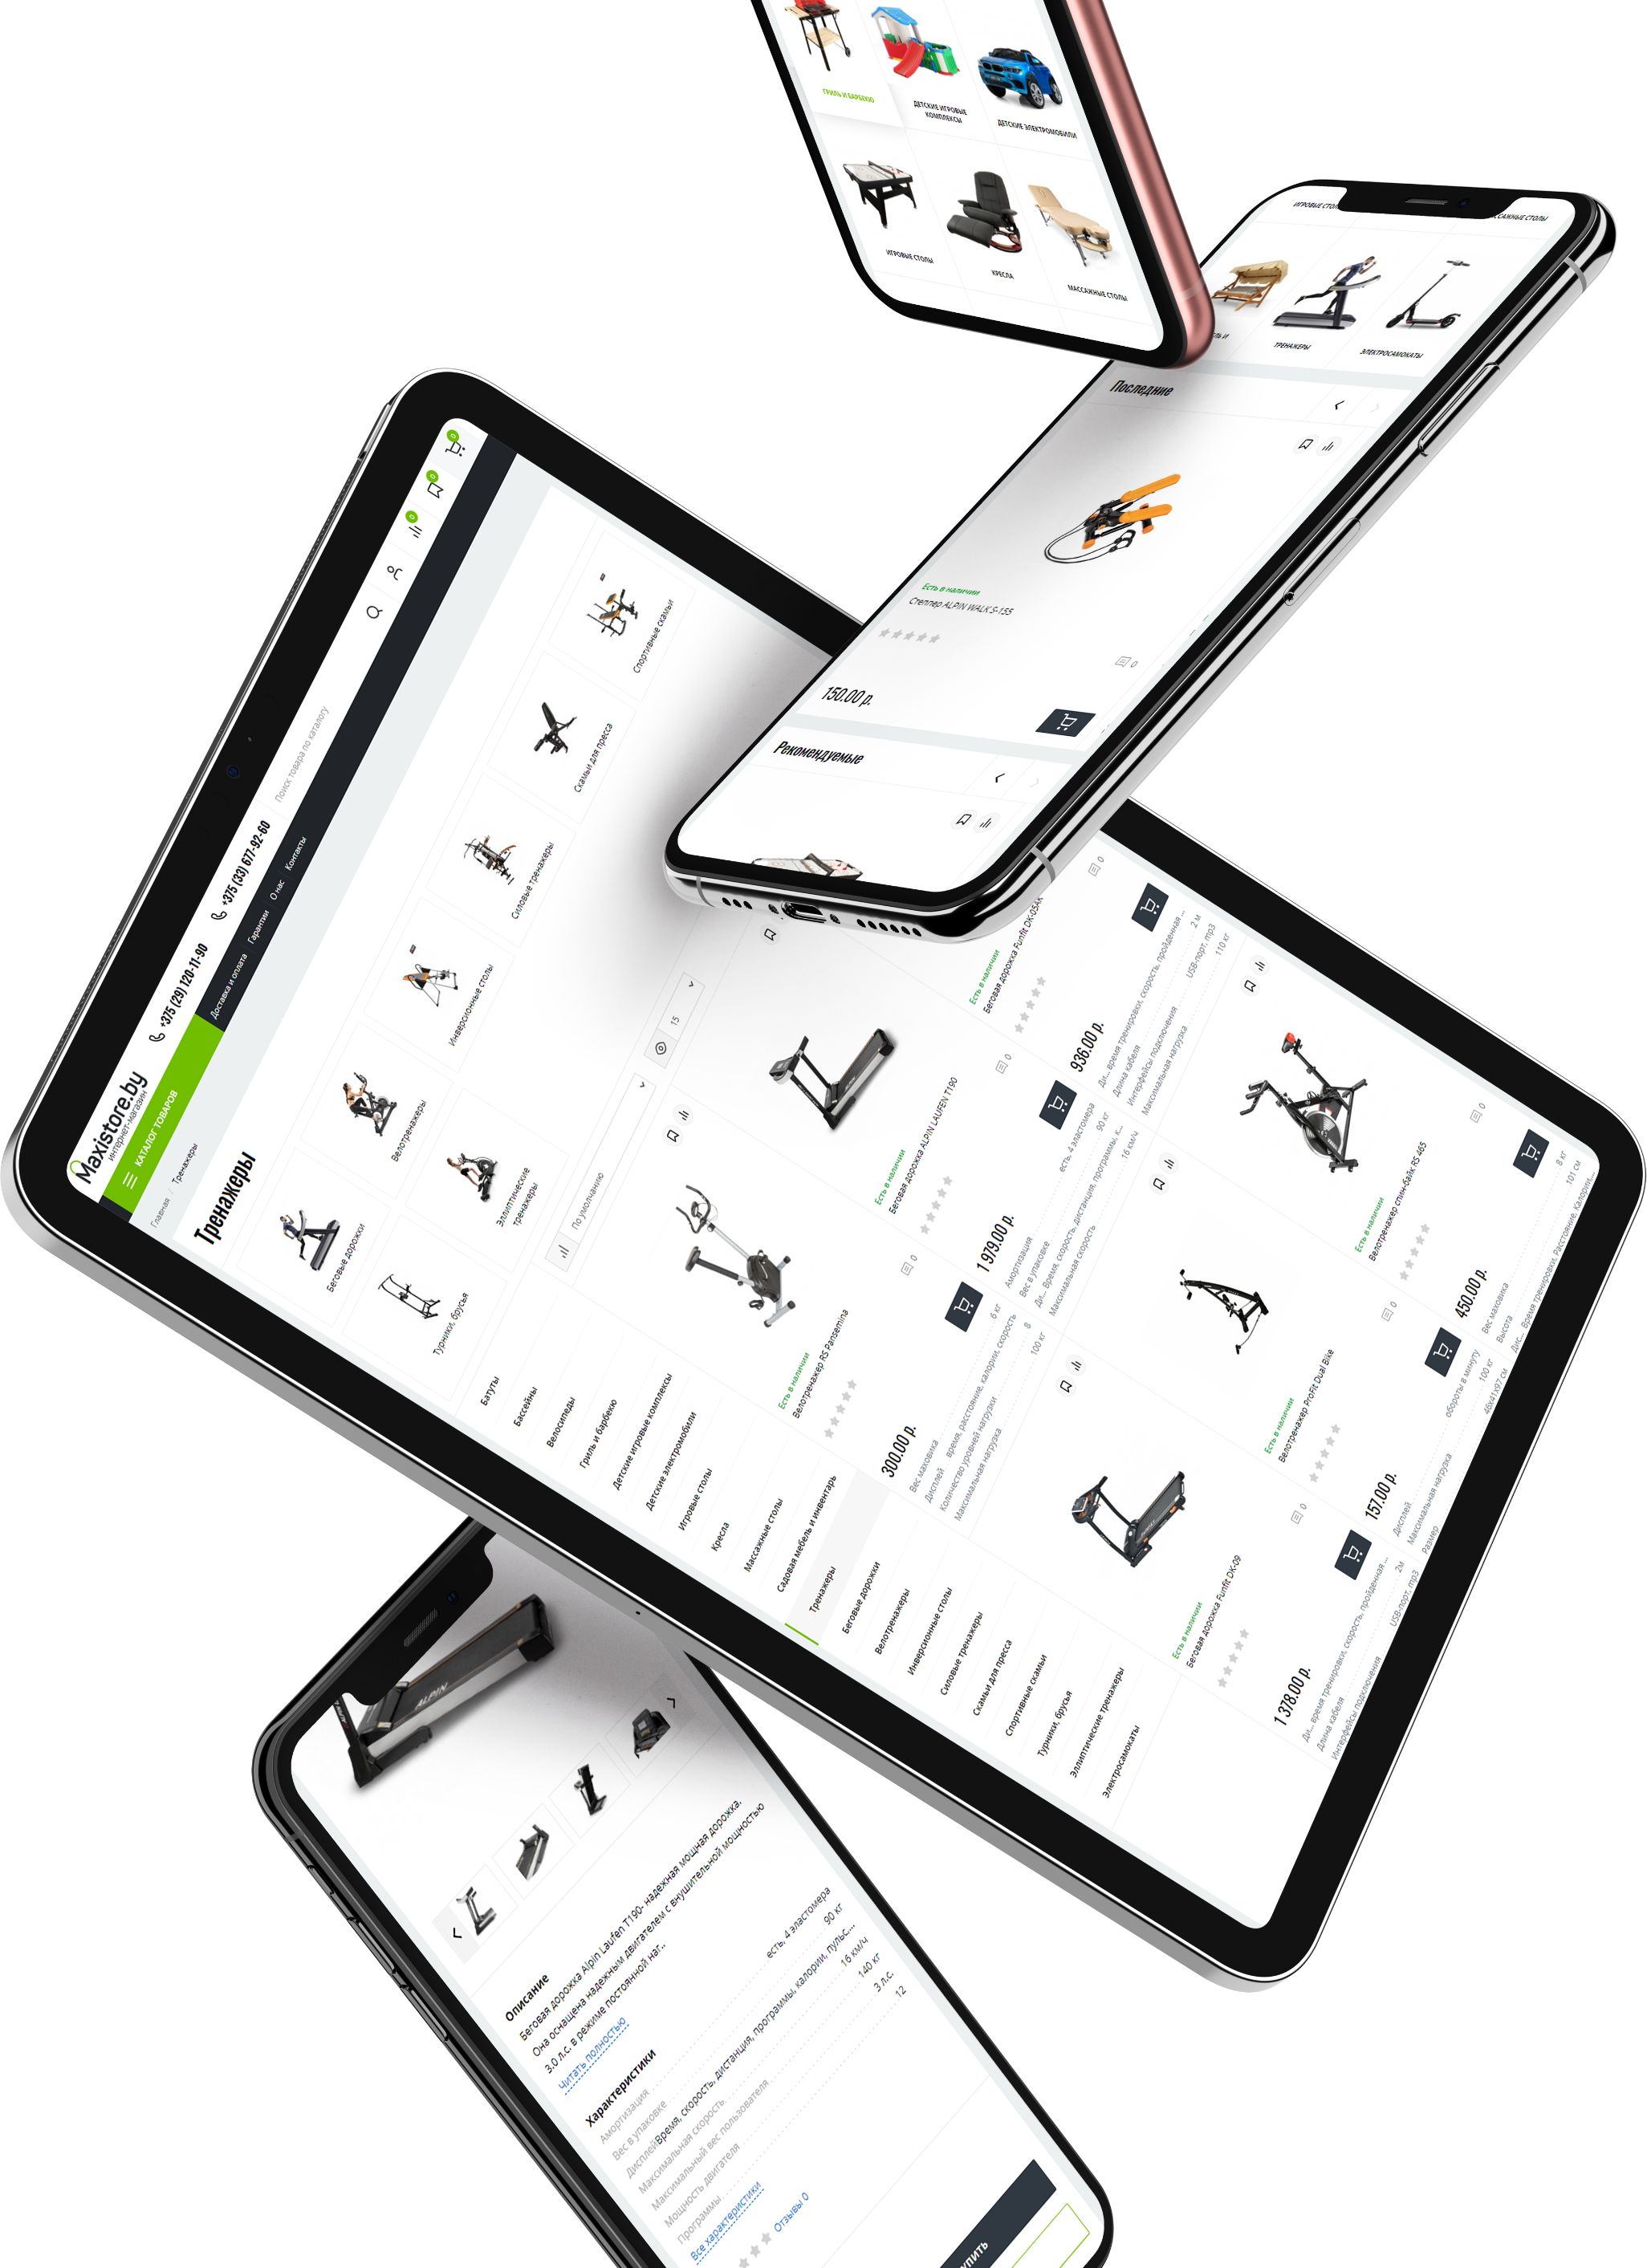 ГРИЛЬ И БАРБЕКЮ
ДЕТСКИЕ ИГРОВЫЕ
КОМПЛЕКСЫ
ДЕТСКИЕ ЭЛЕКТРОМОБИЛИ
ИГРОВЫЕ СТОЛЫ
КРЕСЛА
МАССАЖНЫЕ СТОЛЫ
ТРЕНАЖЕРЫ
ЭЛЕКТРОСАМОКАТЫ
Последние
Есть в наличии
Степпер ALPIN WALK S-155
0
150.00 р.
Рекомендуемые
Maxistore.by
интернет-магазин
+375 (29) 120-11-90
+375 (33) 677-92-60
Поиск товара по каталогу
0
0
0
КАТАЛОГ ТОВАРОВ
Доставка и оплата
Гарантии
О нас
Контакты
Главная / Тренажеры
Тренажеры
Беговые дорожки
Велотренажеры
Инверсионные столы
Силовые тренажеры
Скамьи для пресса
Спортивные скамьи
Турники, брусья
Эллиптические
тренажеры
По умолчанию
15
Батуты
Бассейны
Велосипеды
Гриль и барбекю
Детские игровые комплексы
Детские электромобили
Игровые столы
Кресла
Массажные столы
Садовая мебель и инвентарь
Тренажеры
Беговые дорожки
Велотренажеры
Инверсионные столы
Силовые тренажеры
Скамьи для пресса
Спортивные скамьи
Турники, брусья
Эллиптические тренажеры
Электросамокаты
Есть в наличии
Велотренажер RS Pansemina
0
300.00 р.
Вес маховика 6 кг
Дисплей время, расстояние, калории, скорость
Количество уровней нагрузки 8
Максимальная нагрузка 100 кг
Есть в наличии
Беговая дорожка ALPIN LAUFEN T190
0
1 979.00 р.
Амортизация есть, 4 эластомера
Вес в упаковке 90 кг
Ди... Время, скорость, дистанция, программы, к...
Максимальная скорость 16 км/ч
Есть в наличии
Беговая дорожка Funfit DK-05AK
0
936.00 р.
Ди... время тренировки, скорость, пройденная ...
Длина кабеля 2 м
Интерфейсы подключения USB-порт, mp3
Максимальная нагрузка 110 кг
Есть в наличии
Беговая дорожка Funfit DK-09
0
1 378.00 р.
Ди... время тренировки, скорость, пройденная ...
Длина кабеля 2м
Интерфейсы подключения USB-порт, mp3
Есть в наличии
Велотренажер ProFit Dual Bike
0
157.00 р.
Дисплей обороты в минуту
Максимальная нагрузка 100 кг
Размер 46х41х97 см
Есть в наличии
Велотренажер спин-байк RS 465
0
450.00 р.
Вес маховика 8 кг
Высота 101 см
Дис... Время тренировки, Расстояние, Калории...
ALPIN
Описание
Беговая дорожка Alpin Laufen T190- надежная мощная дорожка.
Она оснащена надежным двигателем с внушительной мощностью
3.0 л.с. в режиме постоянной наг..
Читать полностью
Характеристики
Амортизация есть, 4 эластомера
Вес в упаковке 90 кг
Дисплей Время, скорость, дистанция, программы, калории, пульс,...
Максимальная скорость 16 км/ч
Максимальный вес пользователя 140 кг
Мощность двигателя 3 л.с.
Программы 12
Все характеристики
Отзывы 0